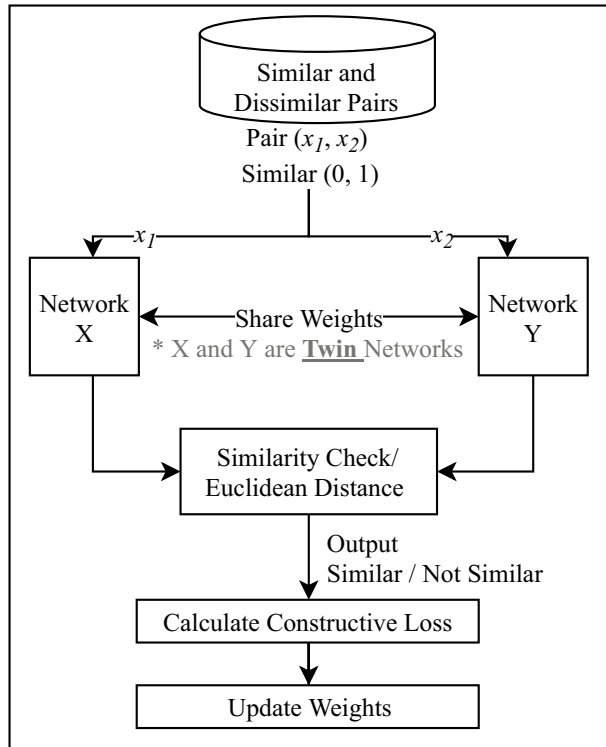 Similar and
Dissimilar Pairs
Pair (x1, x2)
Similar (0, 1)
x1
x2
Network
X
Network
Y
Share Weights
* X and Y are Twin Networks
Similarity Check/
Euclidean Distance
Output
Similar / Not Similar
Calculate Constructive Loss
Update Weights